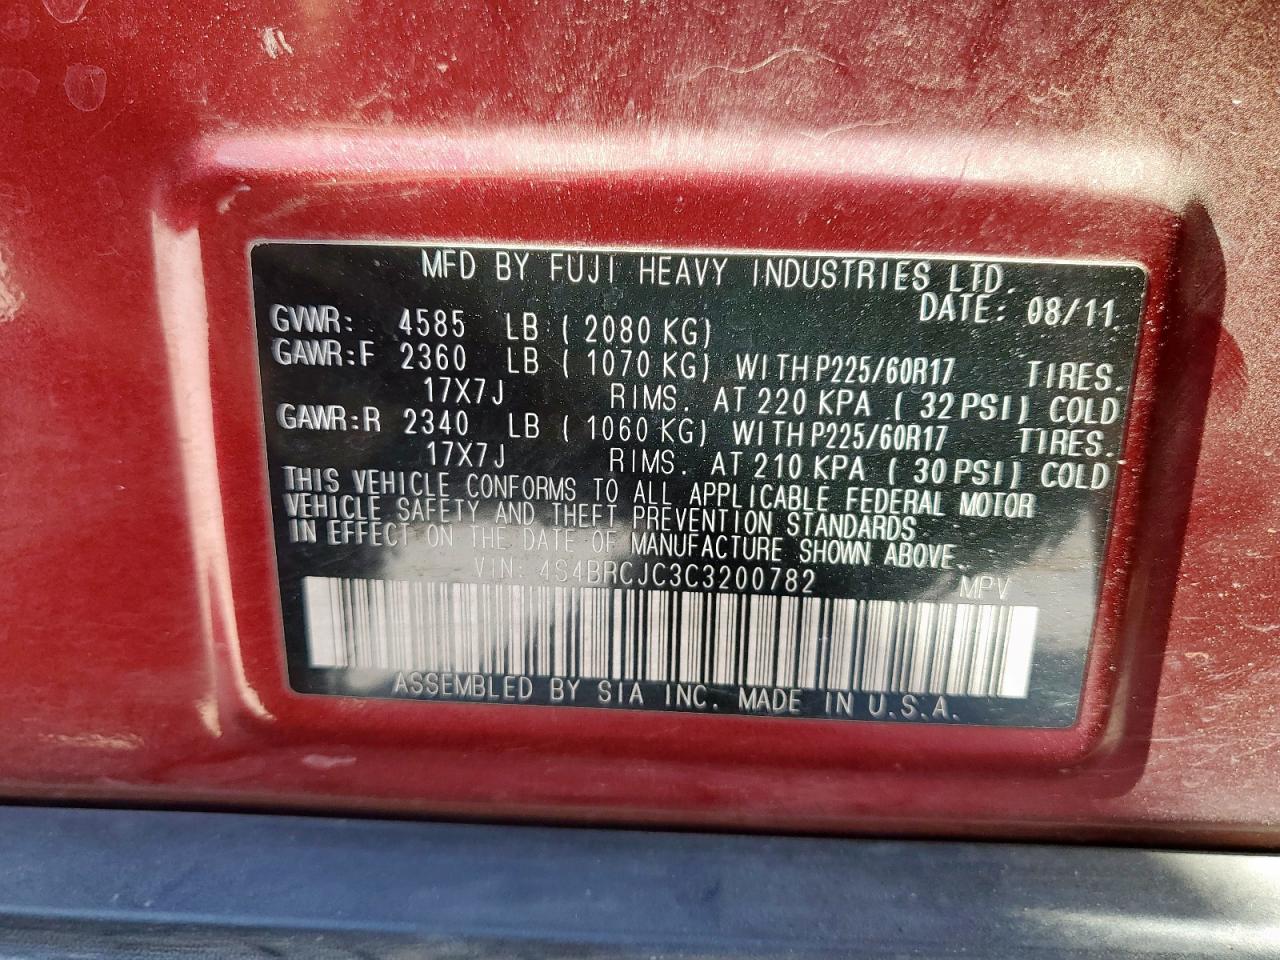 MFD BY FUJI HEAVY INDUSTRIES LTD.
DATE: 08/11
GVWR: 4585 LB ( 2080 KG)
GAWR:F 2360 LB ( 1070 KG) WITH P225/60R17 TIRES.
17X7J RIMS. AT 220 KPA ( 32 PSI) COLD
GAWR:R 2340 LB ( 1060 KG) WITH P225/60R17 TIRES.
17X7J RIMS. AT 210 KPA ( 30 PSI) COLD
THIS VEHICLE CONFORMS TO ALL APPLICABLE FEDERAL MOTOR
VEHICLE SAFETY AND THEFT PREVENTION STANDARDS
IN EFFECT ON THE DATE OF MANUFACTURE SHOWN ABOVE.
VIN: 4S4BRCJC3C3200782 MPV
ASSEMBLED BY SIA INC. MADE IN U.S.A.